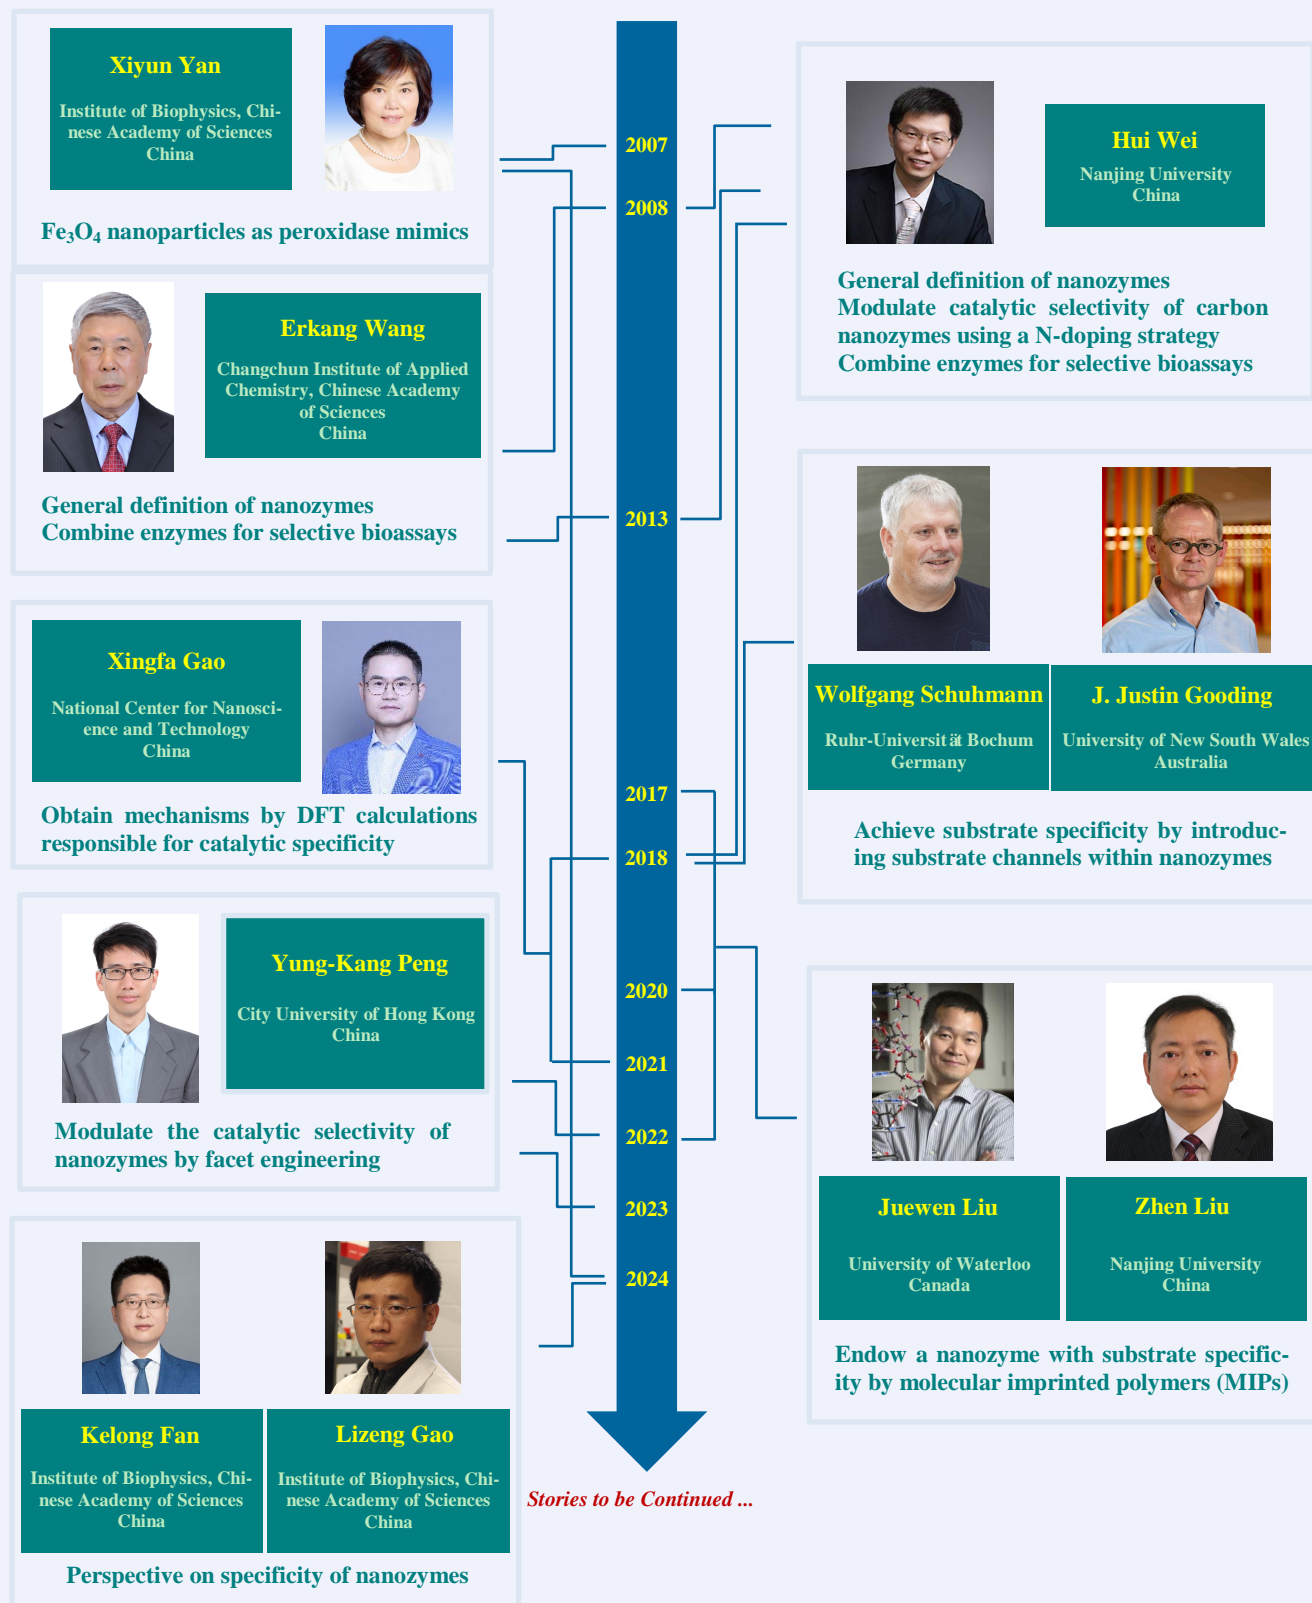 Xiyun Yan
Institute of Biophysics, Chi-
nese Academy of Sciences
China
Fe₃O₄ nanoparticles as peroxidase mimics
Erkang Wang
Changchun Institute of Applied
Chemistry, Chinese Academy
of Sciences
China
General definition of nanozymes
Combine enzymes for selective bioassays
Xingfa Gao
National Center for Nanosci-
ence and Technology
China
Obtain mechanisms by DFT calculations
responsible for catalytic specificity
Yung-Kang Peng
City University of Hong Kong
China
Modulate the catalytic selectivity of
nanozymes by facet engineering
Kelong Fan
Institute of Biophysics, Chi-
nese Academy of Sciences
China
Lizeng Gao
Institute of Biophysics, Chi-
nese Academy of Sciences
China
Perspective on specificity of nanozymes
2007
2008
2013
2017
2018
2020
2021
2022
2023
2024
Stories to be Continued ...
Hui Wei
Nanjing University
China
General definition of nanozymes
Modulate catalytic selectivity of carbon
nanozymes using a N-doping strategy
Combine enzymes for selective bioassays
Wolfgang Schuhmann
Ruhr-Universität Bochum
Germany
J. Justin Gooding
University of New South Wales
Australia
Achieve substrate specificity by introduc-
ing substrate channels within nanozymes
Juewen Liu
University of Waterloo
Canada
Zhen Liu
Nanjing University
China
Endow a nanozyme with substrate specific-
ity by molecular imprinted polymers (MIPs)